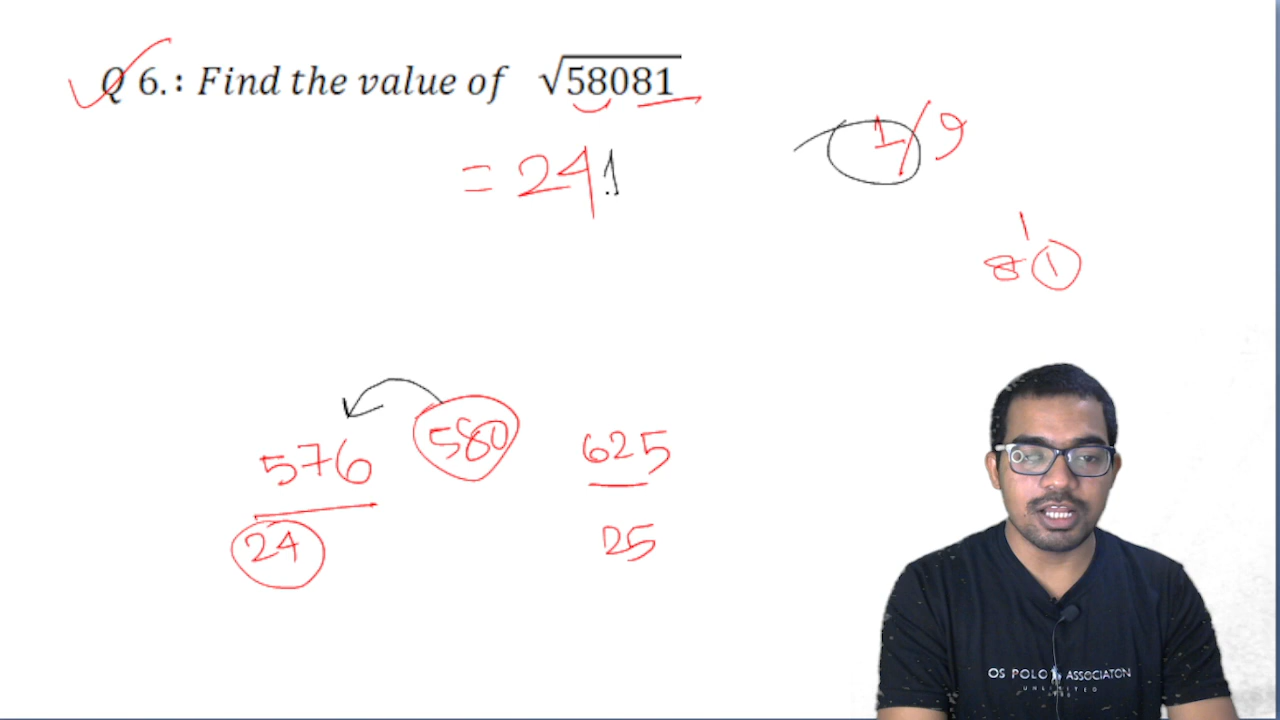 Q 6.: Find the value of √58081
= 241
1/9
1
81
576 580 625
24 25
OS POLO ASSOCIATON
UNLIMITED